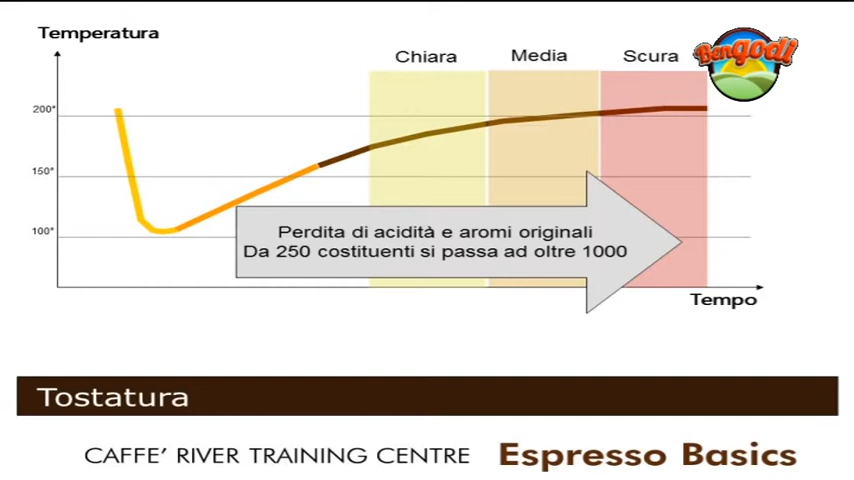 Temperatura
Chiara
Media
Scura
Bengodi
200°
150°
100°
Perdita di acidità e aromi originali
Da 250 costituenti si passa ad oltre 1000
Tempo
Tostatura
CAFFE' RIVER TRAINING CENTRE Espresso Basics